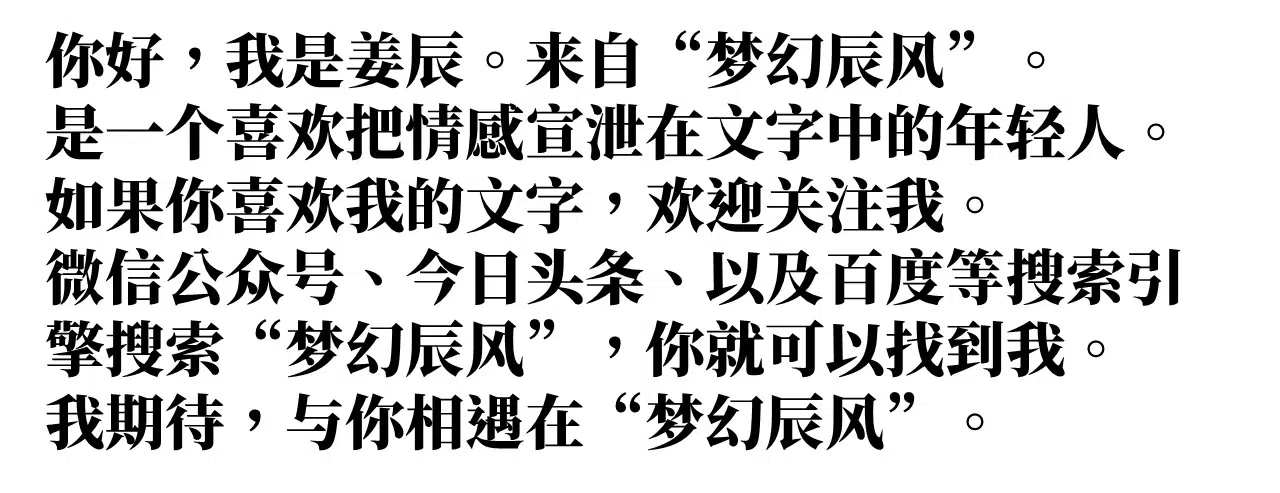 你好，我是姜辰。来自“梦幻辰风”。
是一个喜欢把情感宣泄在文字中的年轻人。
如果你喜欢我的文字，欢迎关注我。
微信公众号、今日头条、以及百度等搜索引
擎搜索“梦幻辰风”，你就可以找到我。
我期待，与你相遇在“梦幻辰风”。